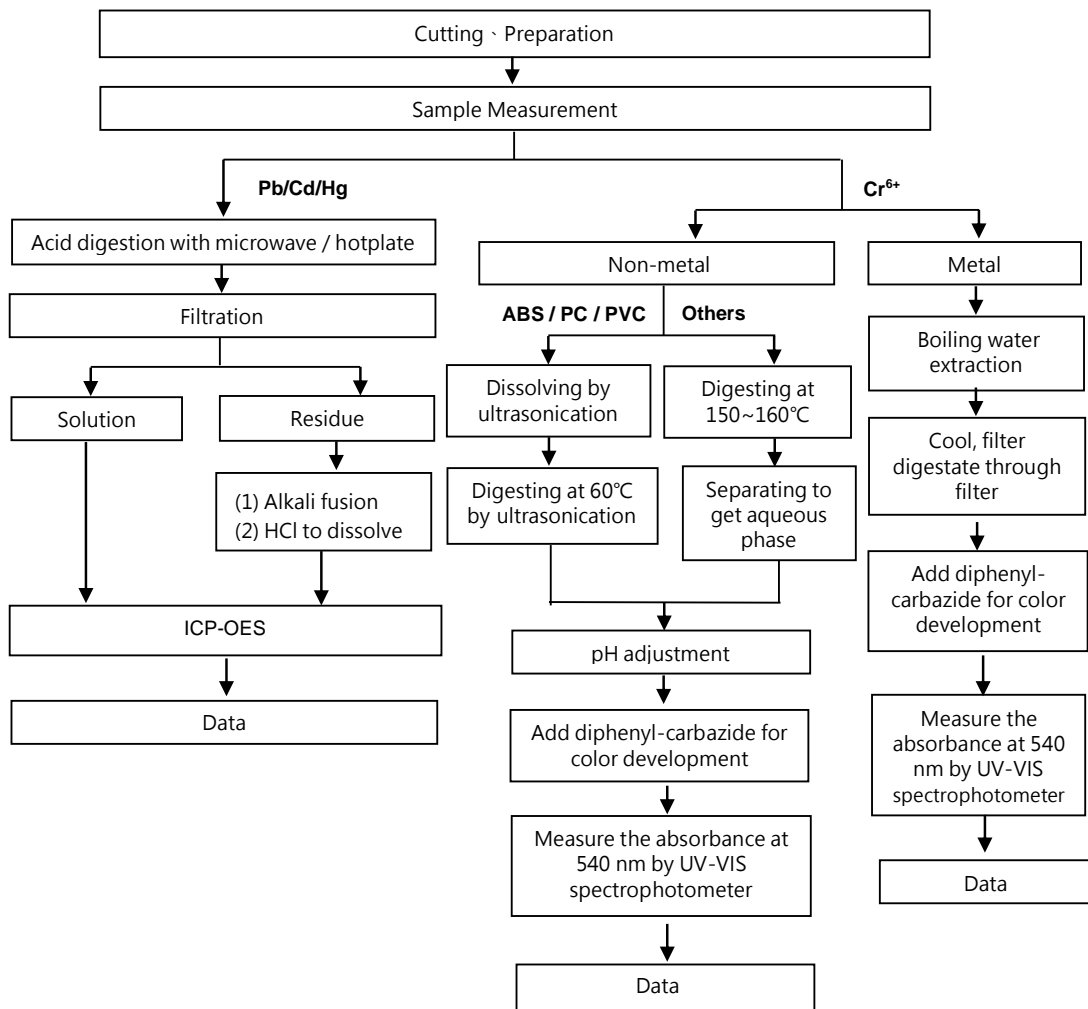 Cutting、Preparation
Sample Measurement
Pb/Cd/Hg
Cr6+
Acid digestion with microwave / hotplate
Filtration
Solution
Residue
(1) Alkali fusion
(2) HCl to dissolve
ICP-OES
Data
Non-metal
ABS / PC / PVC
Others
Dissolving by
ultrasonication
Digesting at 60℃
by ultrasonication
Digesting at
150~160℃
Separating to
get aqueous
phase
pH adjustment
Add diphenyl-carbazide for
color development
Measure the absorbance at
540 nm by UV-VIS
spectrophotometer
Data
Metal
Boiling water
extraction
Cool, filter
digestate through
filter
Add diphenyl-
carbazide for color
development
Measure the
absorbance at 540
nm by UV-VIS
spectrophotometer
Data